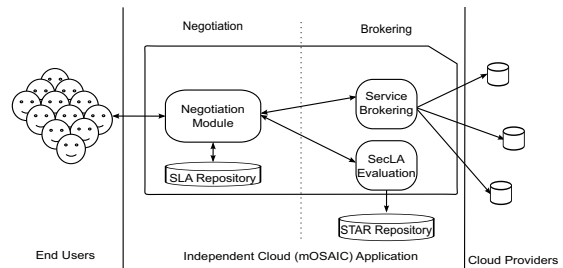 Negotiation
Brokering
Negotiation
Module
Service
Brokering
SecLA
Evaluation
SLA Repository
STAR Repository
End Users
Independent Cloud (mOSAIC) Application
Cloud Providers